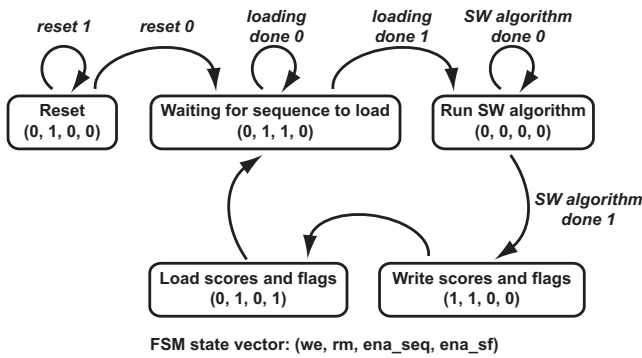 reset 1
reset 0
loading
done 0
loading
done 1
SW algorithm
done 0
Reset
(0, 1, 0, 0)
Waiting for sequence to load
(0, 1, 1, 0)
Run SW algorithm
(0, 0, 0, 0)
SW algorithm
done 1
Load scores and flags
(0, 1, 0, 1)
Write scores and flags
(1, 1, 0, 0)
FSM state vector: (we, rm, ena_seq, ena_sf)